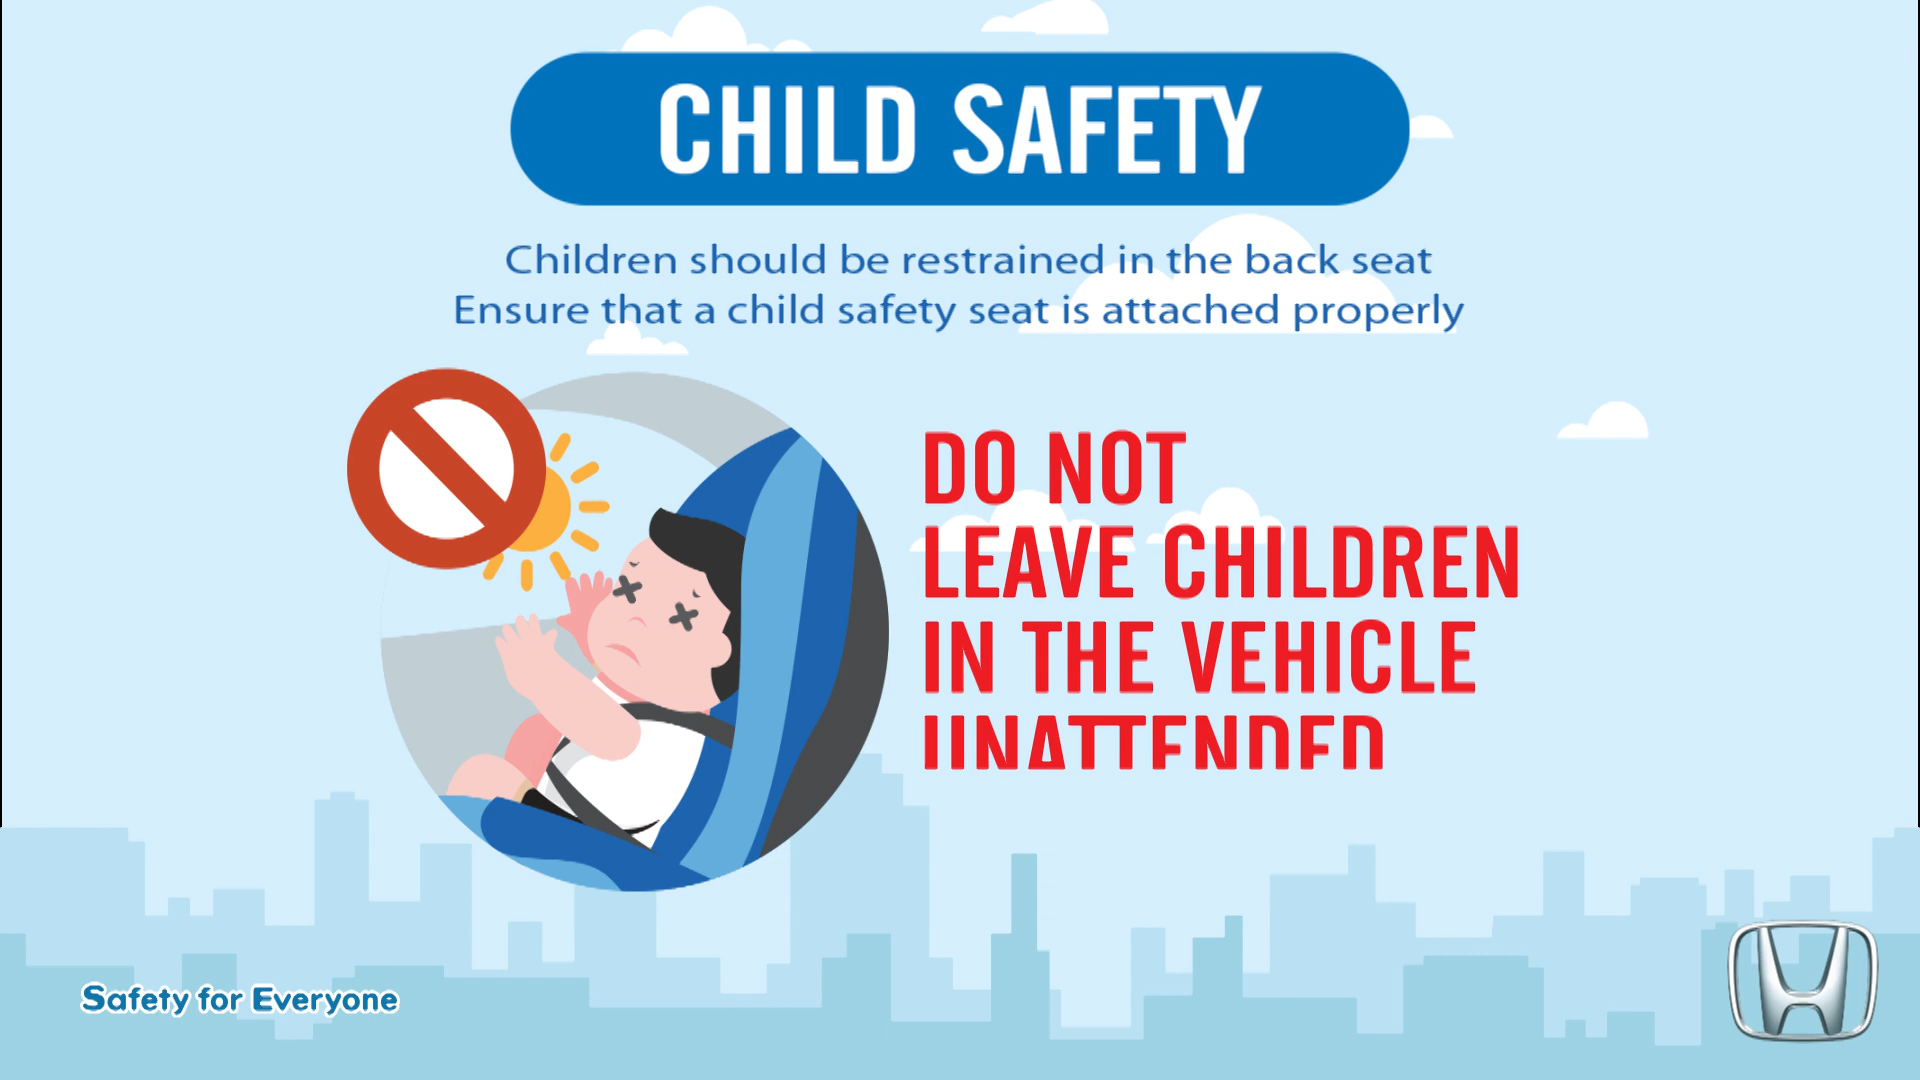 CHILD SAFETY
Children should be restrained in the back seat
Ensure that a child safety seat is attached properly
DO NOT
LEAVE CHILDREN
IN THE VEHICLE
UNATTENDED
Safety for Everyone